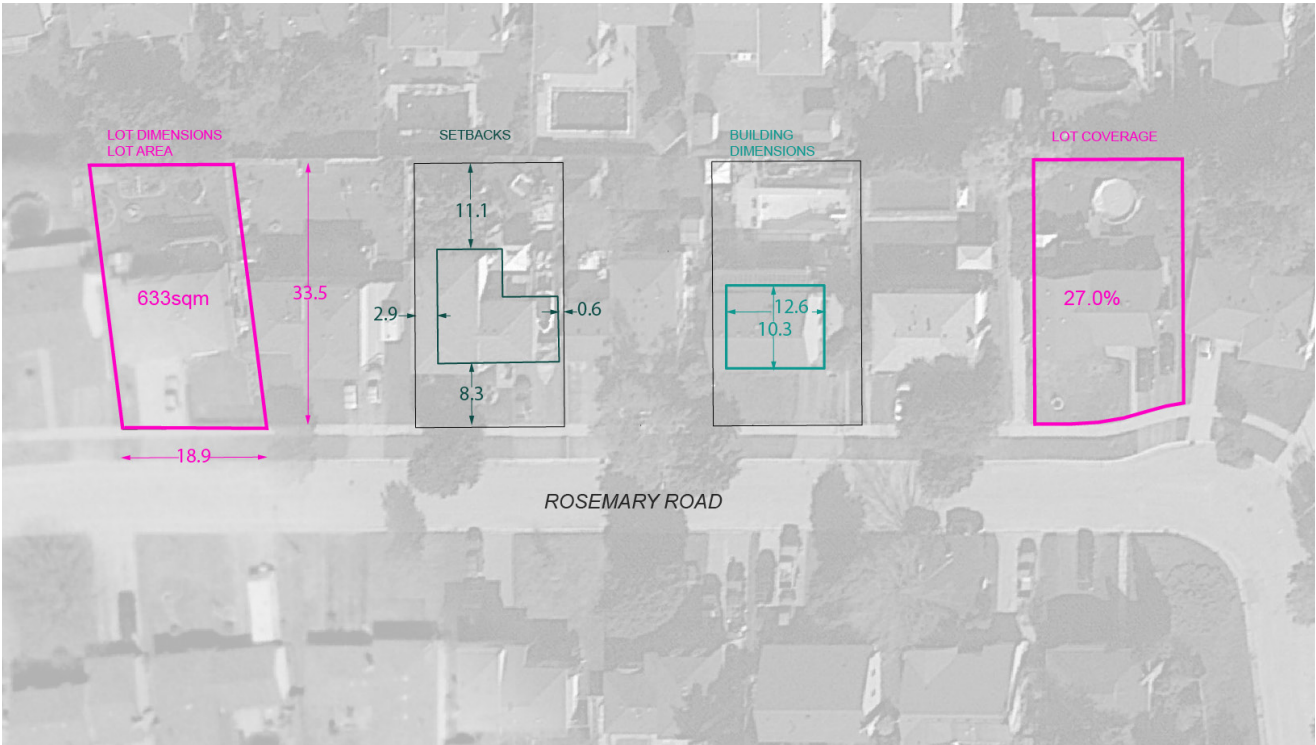 LOT DIMENSIONS
LOT AREA
SETBACKS
BUILDING
DIMENSIONS
LOT COVERAGE
11.1
633sqm
33.5
2.9
0.6
12.6
10.3
27.0%
8.3
18.9
ROSEMARY ROAD